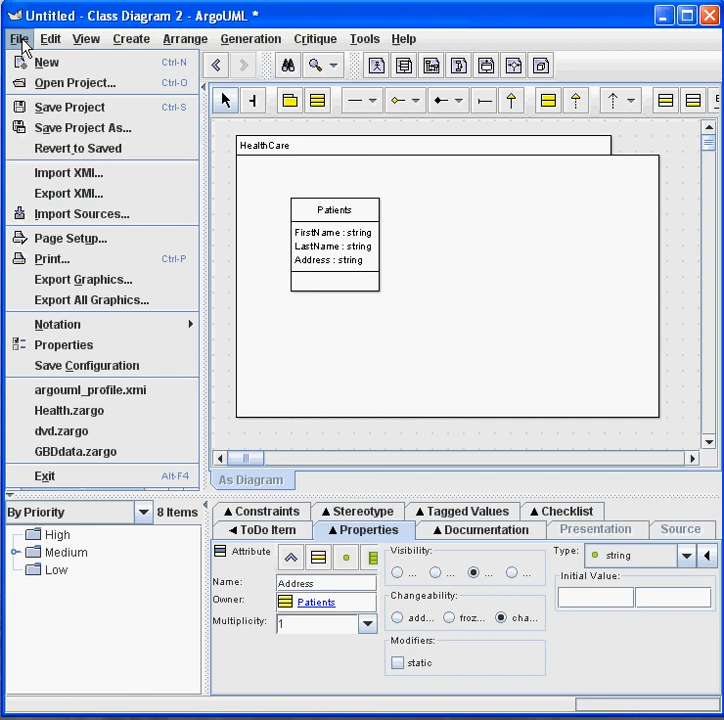 Untitled - Class Diagram 2 - ArgoUML *
File Edit View Create Arrange Generation Critique Tools Help
New Ctrl-N
Open Project... Ctrl-O
Save Project Ctrl-S
Save Project As...
Revert to Saved
Import XMI...
Export XMI...
Import Sources...
Page Setup...
Print... Ctrl-P
Export Graphics...
Export All Graphics...
Notation
Properties
Save Configuration
argouml_profile.xmi
Health.zargo
dvd.zargo
GBDdata.zargo
Exit Alt-F4
HealthCare
Patients
FirstName : string
LastName : string
Address : string
As Diagram
By Priority 8 Items
High
Medium
Low
Constraints Stereotype Tagged Values Checklist
ToDo Item Properties Documentation Presentation Source
Attribute
Name: Address
Owner: Patients
Multiplicity: 1
Visibility:
... ... ... ...
Changeability:
add... froz... cha...
Modifiers:
static
Type: string
Initial Value: